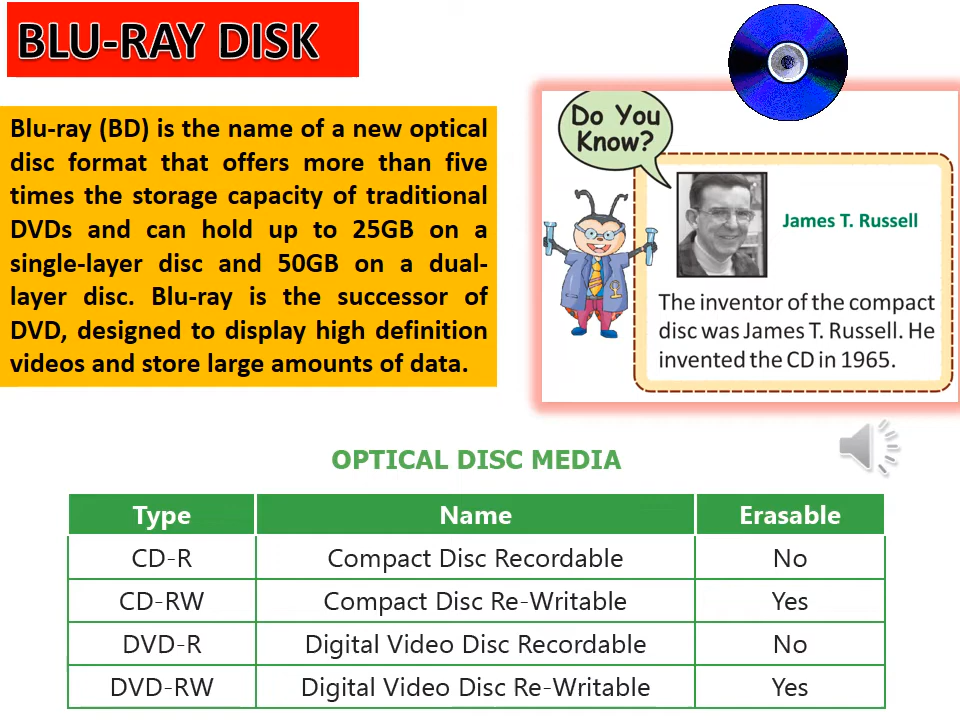 BLU-RAY DISK
Blu-ray (BD) is the name of a new optical
disc format that offers more than five
times the storage capacity of traditional
DVDs and can hold up to 25GB on a
single-layer disc and 50GB on a dual-
layer disc. Blu-ray is the successor of
DVD, designed to display high definition
videos and store large amounts of data.
Do You
Know?
James T. Russell
The inventor of the compact
disc was James T. Russell. He
invented the CD in 1965.
OPTICAL DISC MEDIA
Type Name Erasable
CD-R Compact Disc Recordable No
CD-RW Compact Disc Re-Writable Yes
DVD-R Digital Video Disc Recordable No
DVD-RW Digital Video Disc Re-Writable Yes